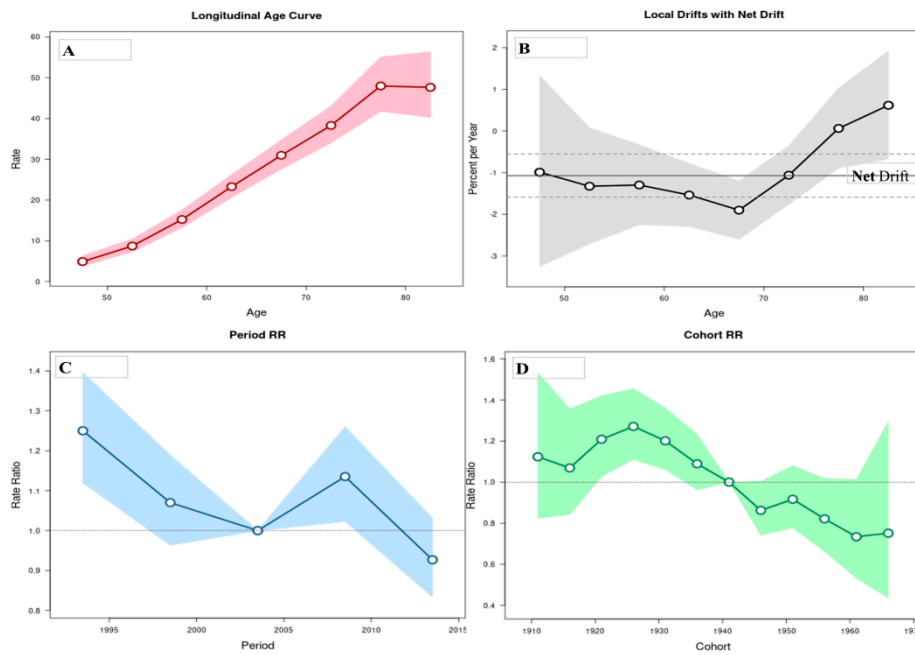 Longitudinal Age Curve
A
60
50
40
30
20
10
0
Rate
50 60 70 80
Age
Local Drifts with Net Drift
B
2
1
0
-1
-2
-3
Percent per Year
Net Drift
50 60 70 80
Age
Period RR
C
1.4
1.3
1.2
1.1
1.0
0.9
0.8
Rate Ratio
1995 2000 2005 2010 2015
Period
Cohort RR
D
1.6
1.4
1.2
1.0
0.8
0.6
0.4
Rate Ratio
1910 1920 1930 1940 1950 1960
Cohort